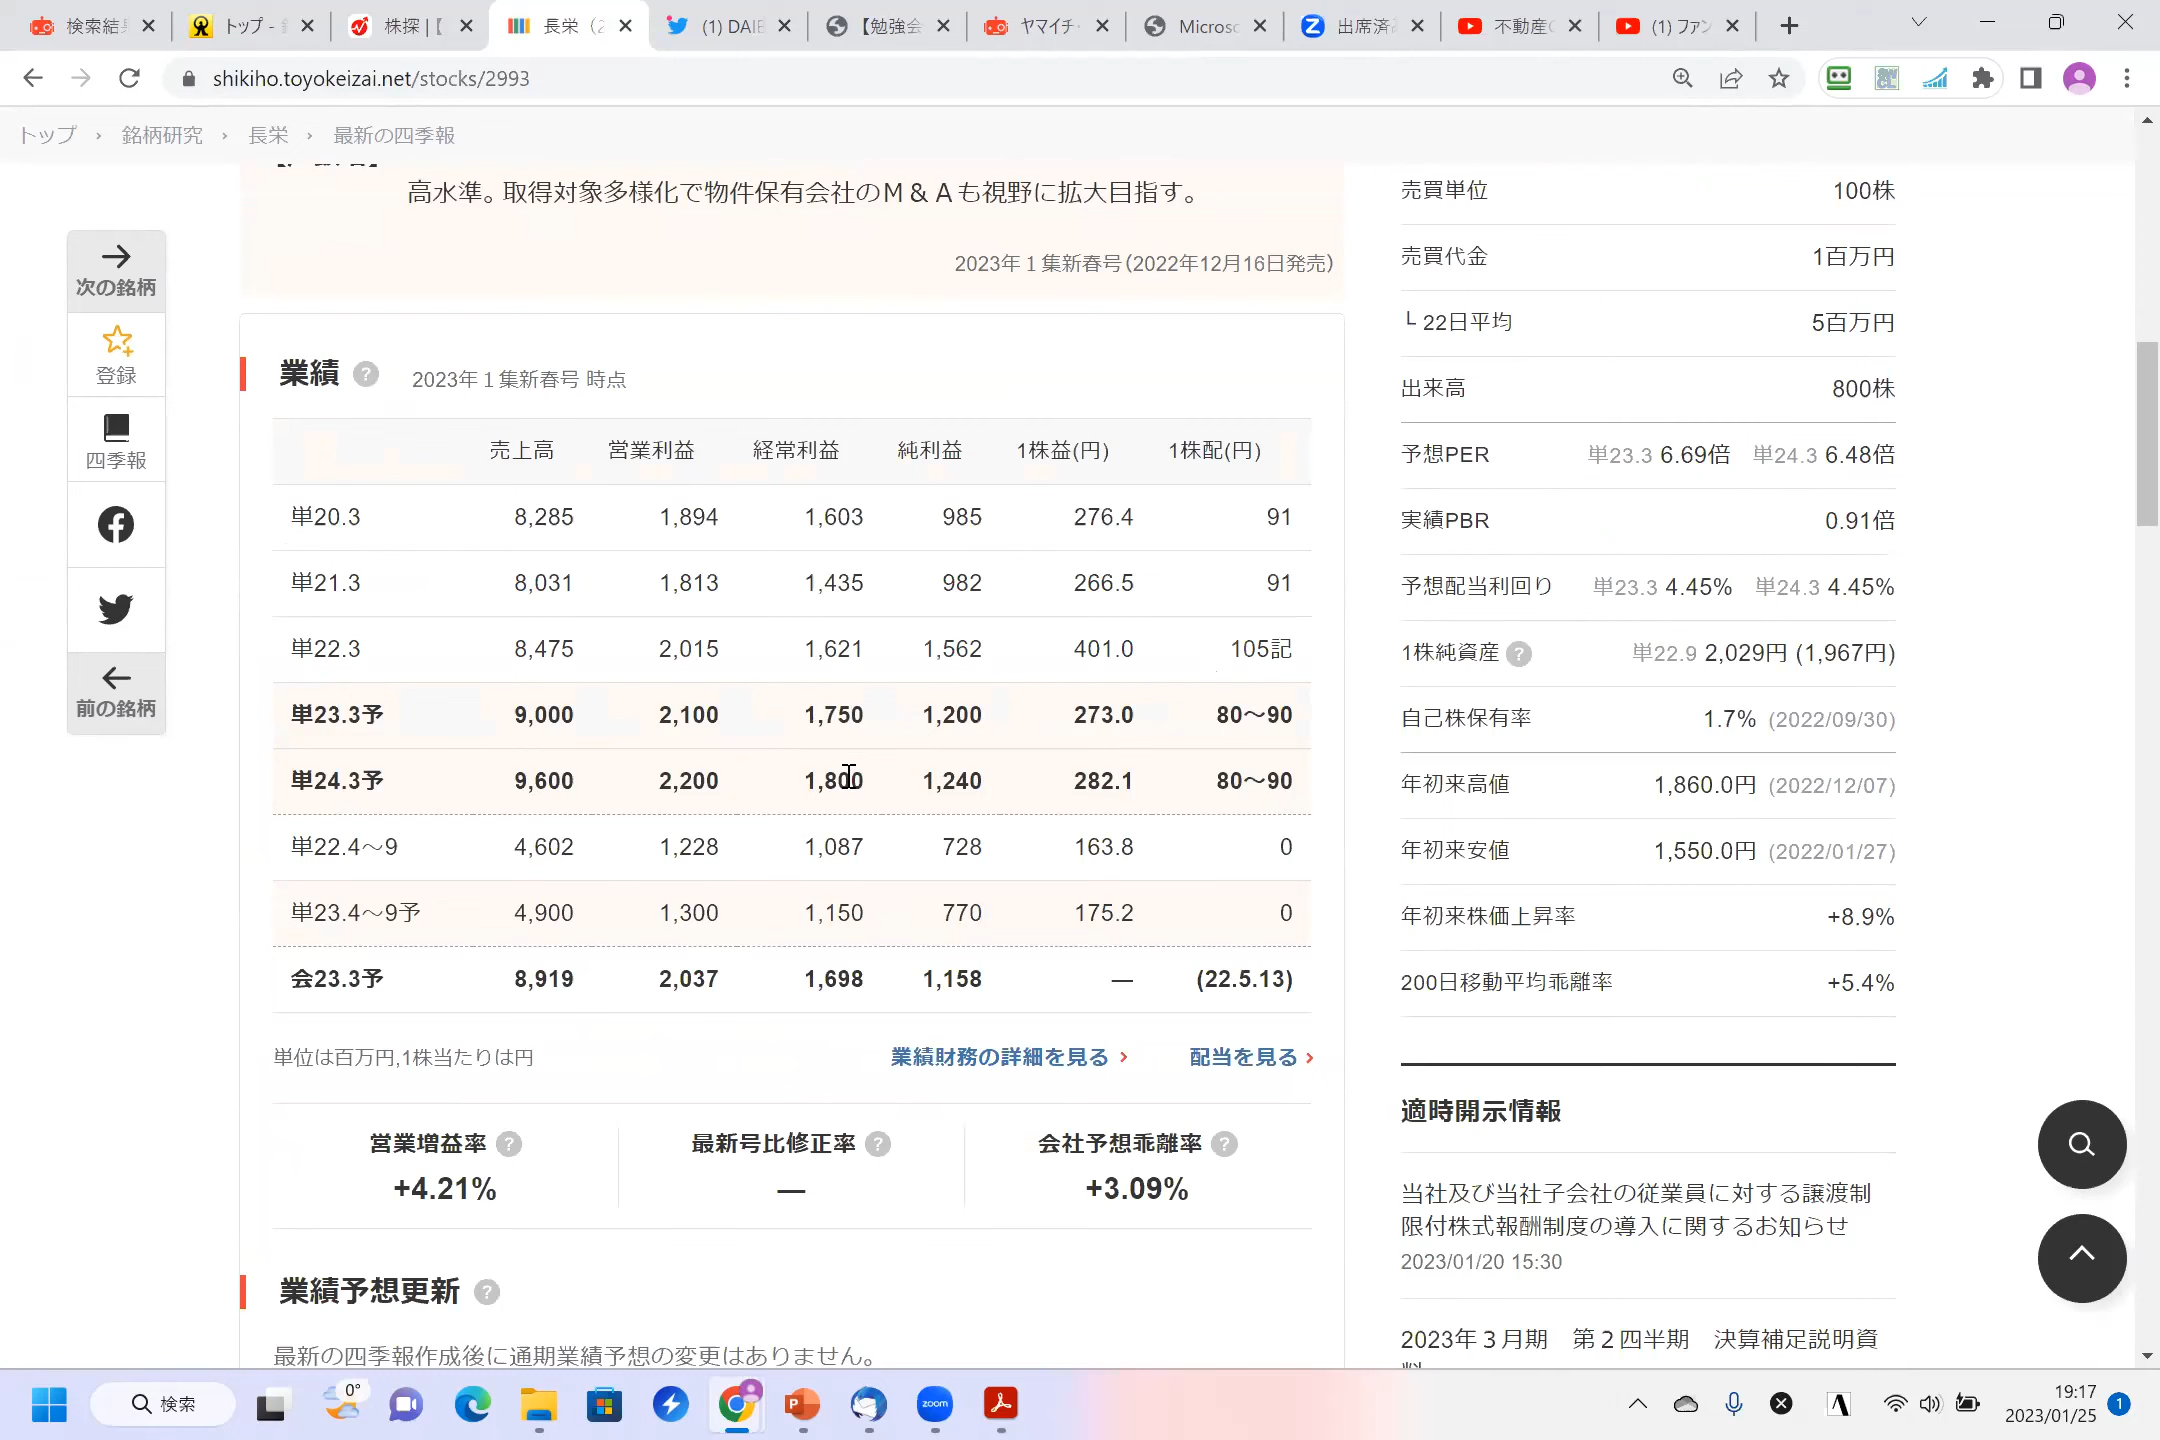 検索結
トップ -
株探 |【
長栄（2
(1) DAIB
【勉強会
ヤマイチ
Microso
出席済
不動産C
(1) ファン
shikiho.toyokeizai.net/stocks/2993
トップ › 銘柄研究 › 長栄 › 最新の四季報
高水準。取得対象多様化で物件保有会社のM＆Aも視野に拡大目指す。
2023年１集新春号(2022年12月16日発売)
次の銘柄
登録
四季報
前の銘柄
業績 ? 2023年１集新春号 時点
売上高 営業利益 経常利益 純利益 1株益(円) 1株配(円)
単20.3 8,285 1,894 1,603 985 276.4 91
単21.3 8,031 1,813 1,435 982 266.5 91
単22.3 8,475 2,015 1,621 1,562 401.0 105記
単23.3予 9,000 2,100 1,750 1,200 273.0 80～90
単24.3予 9,600 2,200 1,800 1,240 282.1 80～90
単22.4～9 4,602 1,228 1,087 728 163.8 0
単23.4～9予 4,900 1,300 1,150 770 175.2 0
会23.3予 8,919 2,037 1,698 1,158 — (22.5.13)
単位は百万円,1株当たりは円
業績財務の詳細を見る › 配当を見る ›
営業増益率 ? 最新号比修正率 ? 会社予想乖離率 ?
+4.21% — +3.09%
業績予想更新 ?
最新の四季報作成後に通期業績予想の変更はありません。
売買単位 100株
売買代金 1百万円
└ 22日平均 5百万円
出来高 800株
予想PER 単23.3 6.69倍 単24.3 6.48倍
実績PBR 0.91倍
予想配当利回り 単23.3 4.45% 単24.3 4.45%
1株純資産 ? 単22.9 2,029円 (1,967円)
自己株保有率 1.7% (2022/09/30)
年初来高値 1,860.0円 (2022/12/07)
年初来安値 1,550.0円 (2022/01/27)
年初来株価上昇率 +8.9%
200日移動平均乖離率 +5.4%
適時開示情報
当社及び当社子会社の従業員に対する譲渡制
限付株式報酬制度の導入に関するお知らせ
2023/01/20 15:30
2023年３月期　第２四半期　決算補足説明資
検索
0°
zoom
19:17
2023/01/25
1